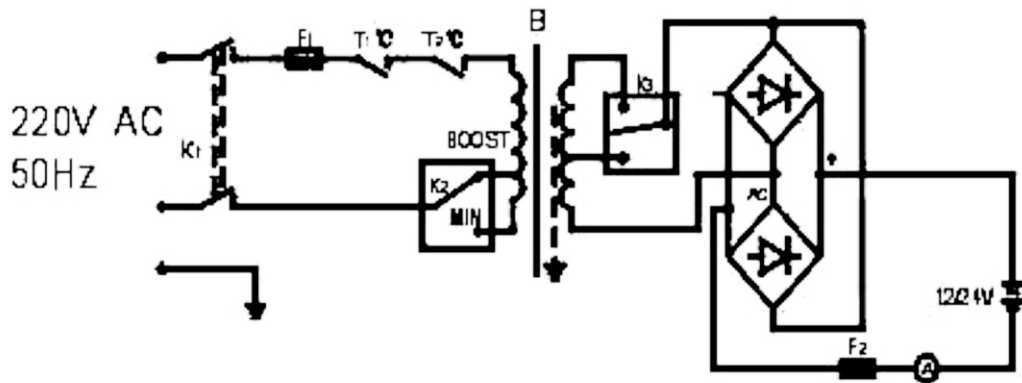 B
F1
T1 °C
T2 °C
K3
220V AC
50Hz
K1
BOOST
K2
MIN
+
AC
12/24V
F2
A